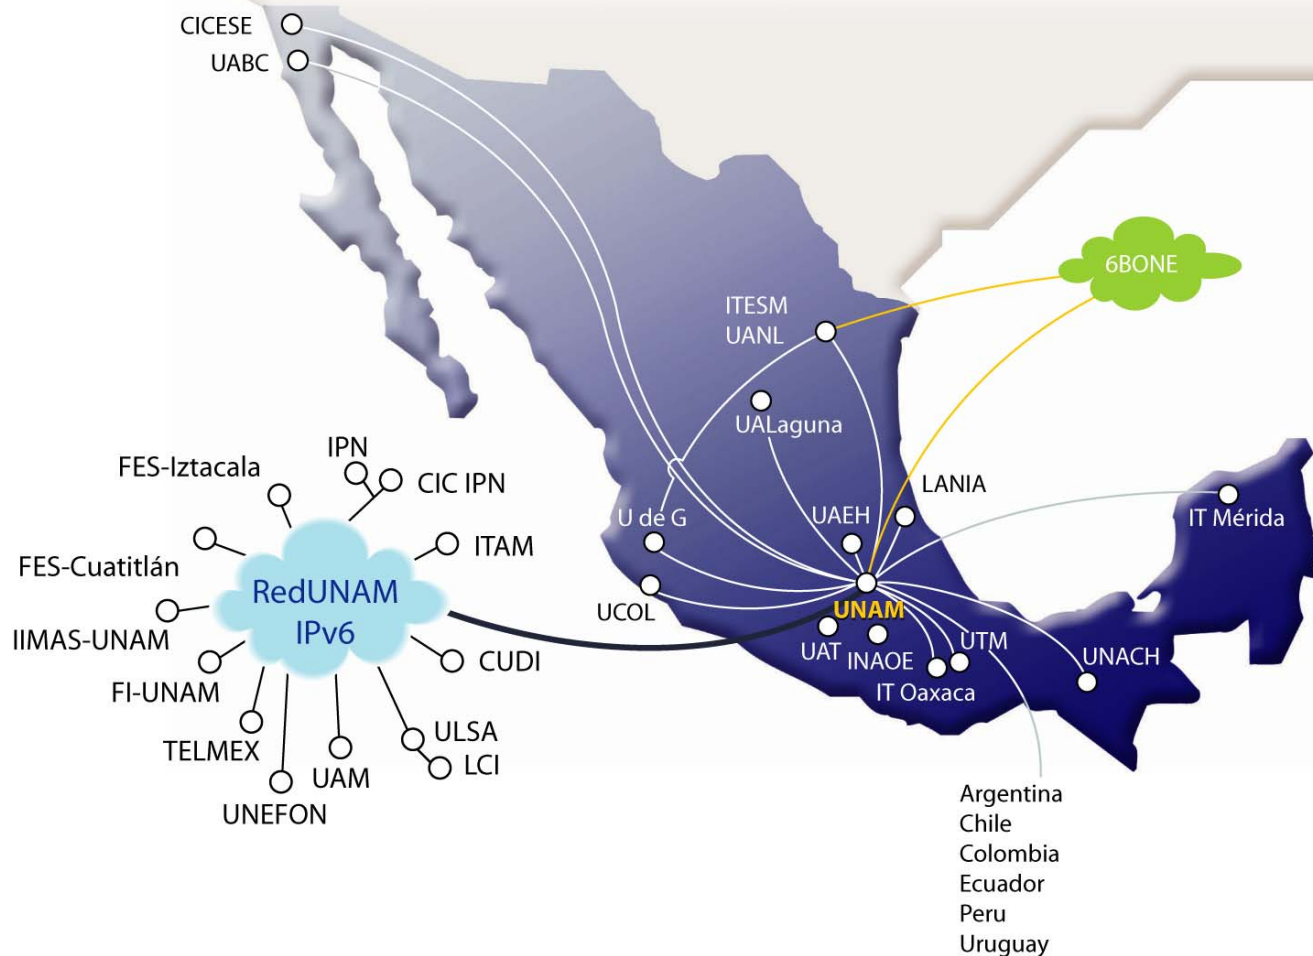 CICESE
UABC
6BONE
ITESM
UANL
UALaguna
IPN
FES-Iztacala
CIC IPN
LANIA
U de G
UAEH
IT Mérida
ITAM
FES-Cuatitlán
RedUNAM
IPv6
UCOL
UNAM
IIMAS-UNAM
UAT
INAOE
UTM
UNACH
CUDI
FI-UNAM
IT Oaxaca
TELMEX
ULSA
LCI
UAM
UNEFON
Argentina
Chile
Colombia
Ecuador
Peru
Uruguay